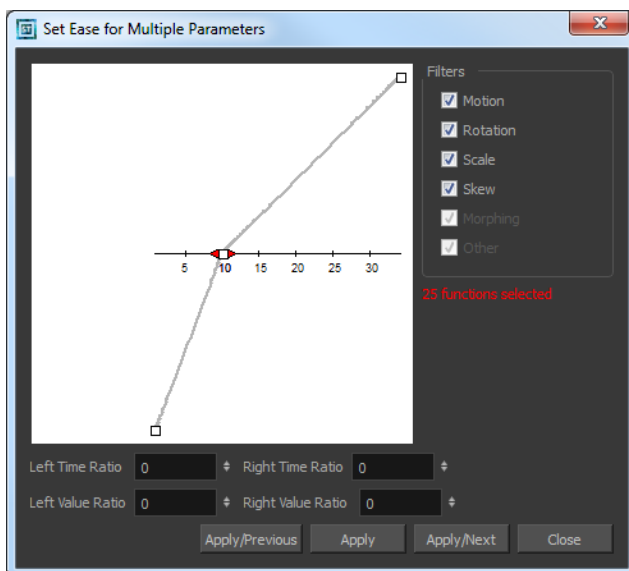 Set Ease for Multiple Parameters
Filters
Motion
Rotation
Scale
Skew
Morphing
Other
25 functions selected
5 10 15 20 25 30
Left Time Ratio 0 Right Time Ratio 0
Left Value Ratio 0 Right Value Ratio 0
Apply/Previous Apply Apply/Next Close